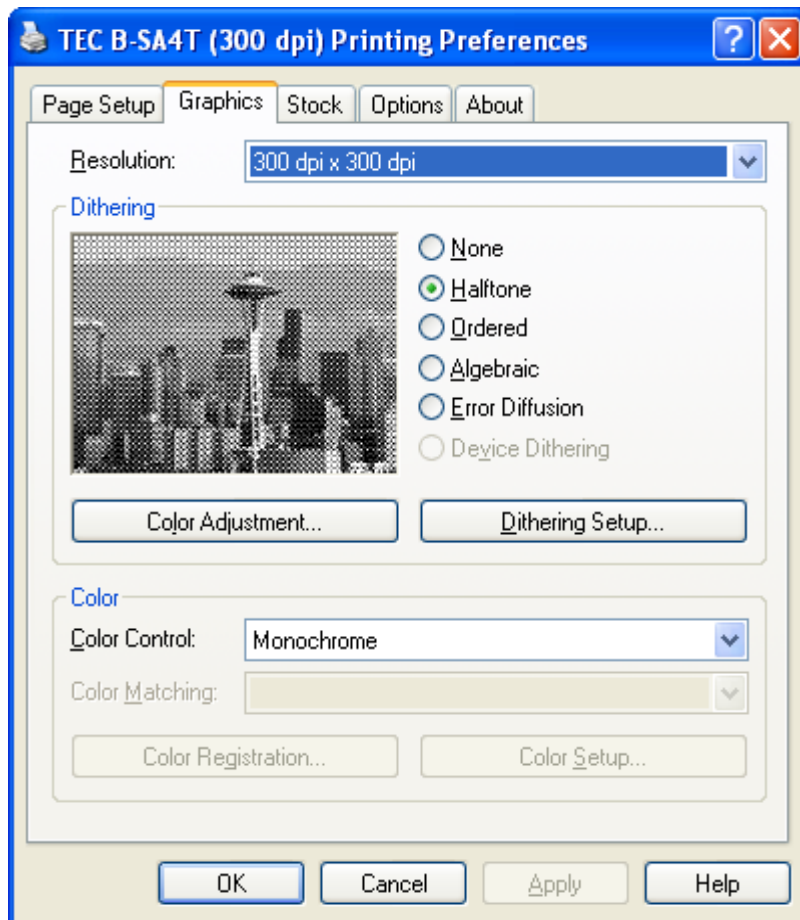 TEC B-SA4T (300 dpi) Printing Preferences
Page Setup Graphics Stock Options About
Resolution: 300 dpi x 300 dpi
Dithering
None
Halftone
Ordered
Algebraic
Error Diffusion
Device Dithering
Color Adjustment... Dithering Setup...
Color
Color Control: Monochrome
Color Matching:
Color Registration... Color Setup...
OK Cancel Apply Help